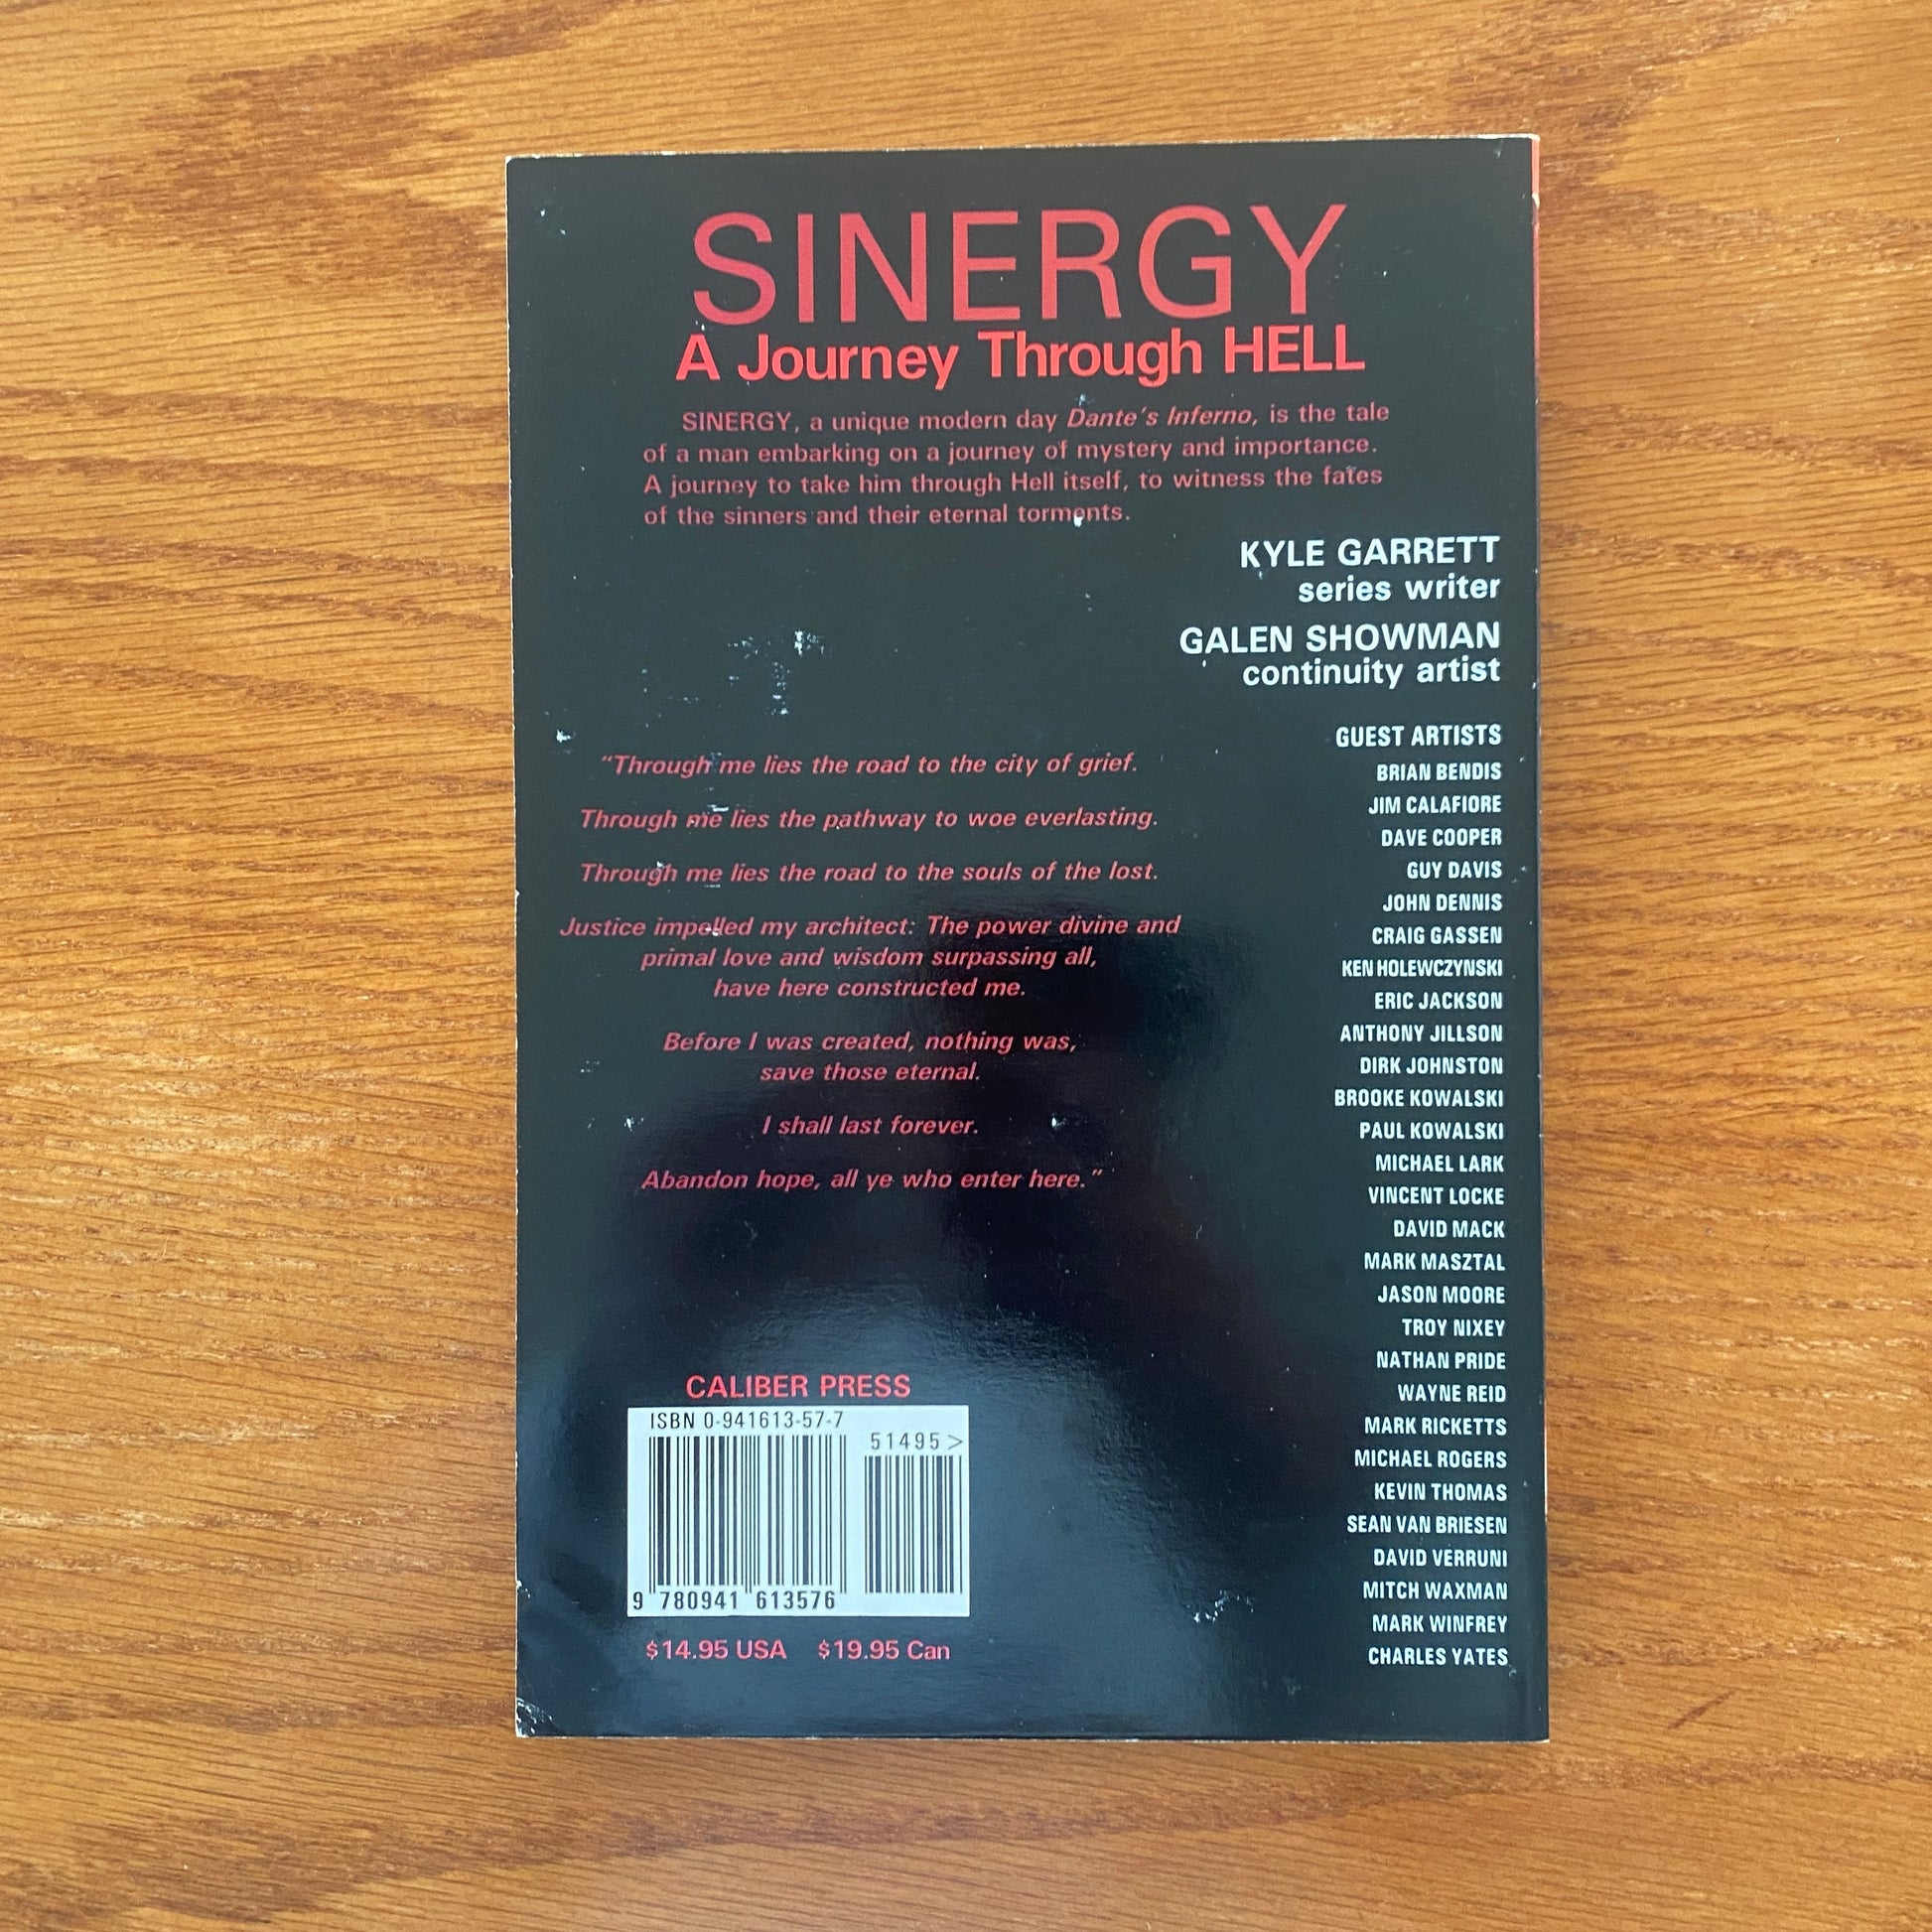 SINERGY
A Journey Through HELL
SINERGY, a unique modern day Dante's Inferno, is the tale
of a man embarking on a journey of mystery and importance.
A journey to take him through Hell itself, to witness the fates
of the sinners and their eternal torments.
KYLE GARRETT
series writer
GALEN SHOWMAN
continuity artist
"Through me lies the road to the city of grief.
Through me lies the pathway to woe everlasting.
Through me lies the road to the souls of the lost.
Justice impelled my architect: The power divine and
primal love and wisdom surpassing all,
have here constructed me.
Before I was created, nothing was,
save those eternal.
I shall last forever.
Abandon hope, all ye who enter here."
GUEST ARTISTS
BRIAN BENDIS
JIM CALAFIORE
DAVE COOPER
GUY DAVIS
JOHN DENNIS
CRAIG GASSEN
KEN HOLEWCZYNSKI
ERIC JACKSON
ANTHONY JILLSON
DIRK JOHNSTON
BROOKE KOWALSKI
PAUL KOWALSKI
MICHAEL LARK
VINCENT LOCKE
DAVID MACK
MARK MASZTAL
JASON MOORE
TROY NIXEY
NATHAN PRIDE
WAYNE REID
MARK RICKETTS
MICHAEL ROGERS
KEVIN THOMAS
SEAN VAN BRIESEN
DAVID VERRUNI
MITCH WAXMAN
MARK WINFREY
CHARLES YATES
CALIBER PRESS
ISBN 0-941613-57-7
51495 >
9 780941 613576
$14.95 USA $19.95 Can